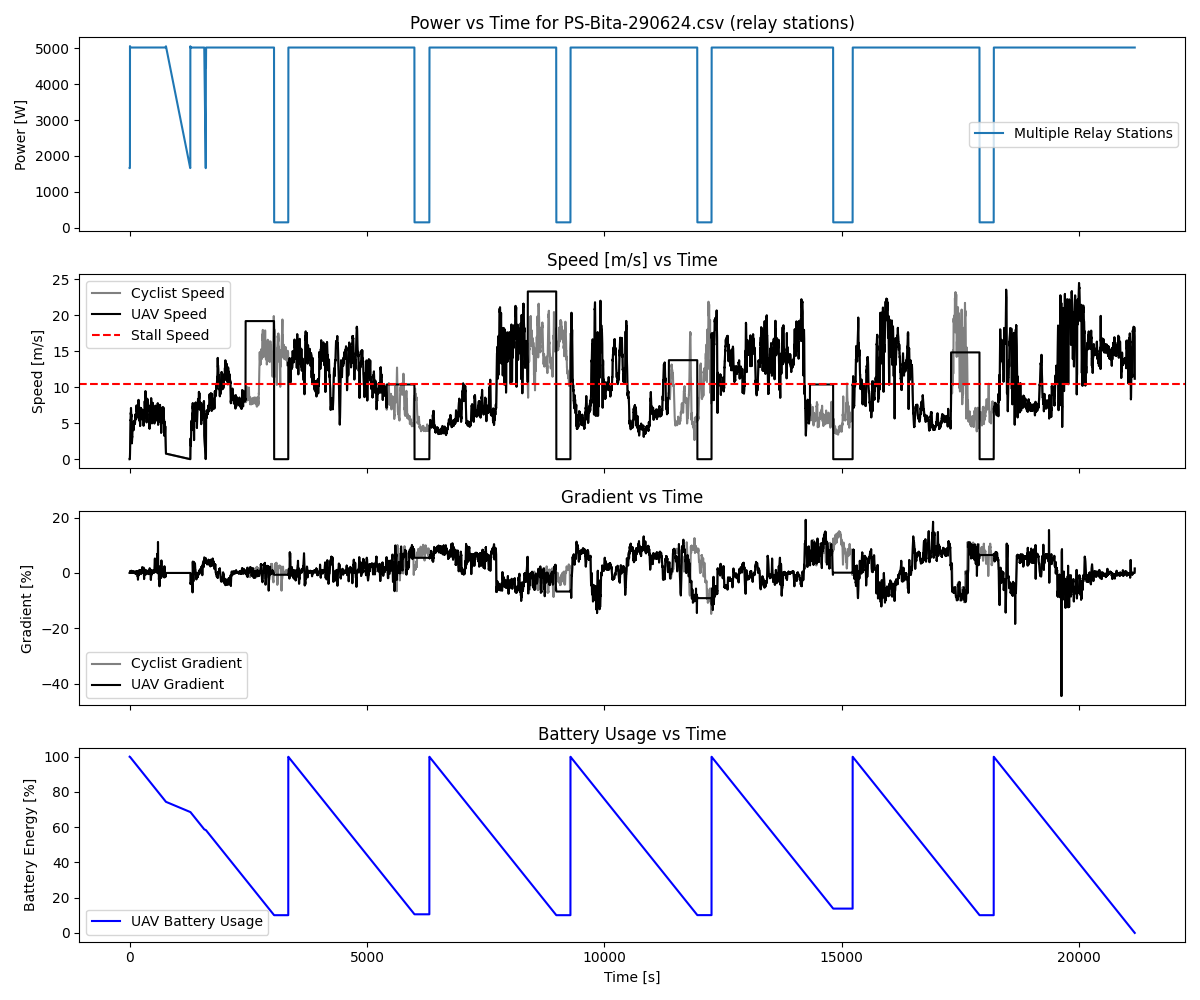 Power vs Time for PS-Bita-290624.csv (relay stations)
Power [W]
5000
4000
3000
2000
1000
0
Multiple Relay Stations
Speed [m/s] vs Time
Speed [m/s]
25
20
15
10
5
0
Cyclist Speed
UAV Speed
Stall Speed
Gradient vs Time
Gradient [%]
20
0
−20
−40
Cyclist Gradient
UAV Gradient
Battery Usage vs Time
Battery Energy [%]
100
80
60
40
20
0
UAV Battery Usage
0 5000 10000 15000 20000
Time [s]